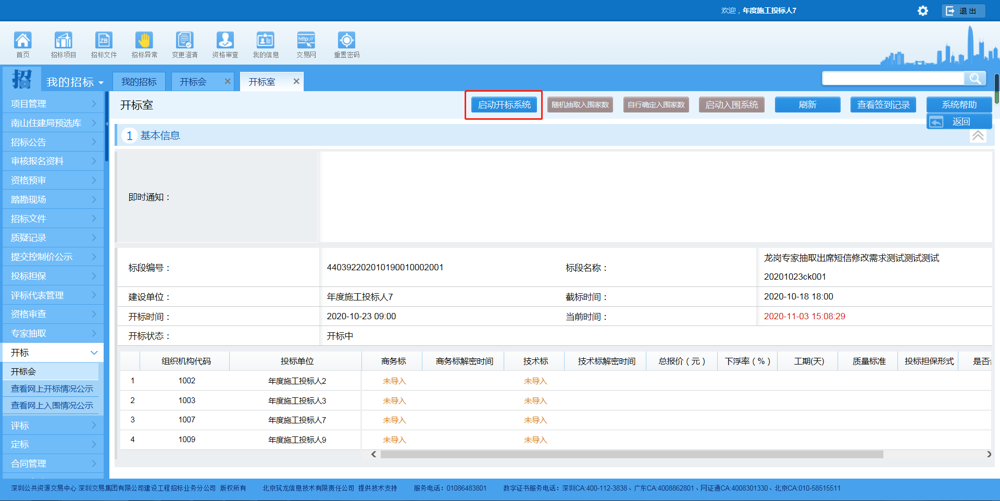 欢迎，年度施工投标人7
退 出
首页 招标项目 招标文件 招标异常 变更澄清 资格审查 我的信息 交易网 重置密码
ZB
http://
招 我的招标 我的招标 开标会 开标室
项目管理
南山住建局预选库
招标公告
审核报名资料
资格预审
踏勘现场
招标文件
质疑记录
提交控制价公示
投标担保
评标代表管理
资格审查
专家抽取
开标
开标会
查看网上开标情况公示
查看网上入围情况公示
评标
定标
合同管理
开标室 启动开标系统 随机抽取入围家数 自行确定入围家数 启动入围系统 刷新 查看签到记录 系统帮助
返回
1 基本信息
即时通知：
标段编号： 44039220201019001000​2001 标段名称： 龙岗专家抽取出席短信修改需求测试测试测试
20201023ck001
建设单位： 年度施工投标人7 截标时间： 2020-10-18 18:00
开标时间： 2020-10-23 09:00 当前时间： 2020-11-03 15:08:29
开标状态： 开标中
组织机构代码 投标单位 商务标 商务标解密时间 技术标 技术标解密时间 总报价（元） 下浮率（%） 工期(天) 质量标准 投标担保形式 是否
1 1002 年度施工投标人2 未导入 未导入
2 1003 年度施工投标人3 未导入 未导入
3 1007 年度施工投标人7 未导入 未导入
4 1009 年度施工投标人9 未导入 未导入
深圳公共资源交易中心 深圳交易集团有限公司建设工程招标业务分公司 版权所有 北京筑龙信息技术有限责任公司 提供技术支持 服务电话：01086483801 数字证书服务电话：深圳CA:400-112-3838、广东CA:4008862801、网证通CA:4008301330、北京CA:010-58515511